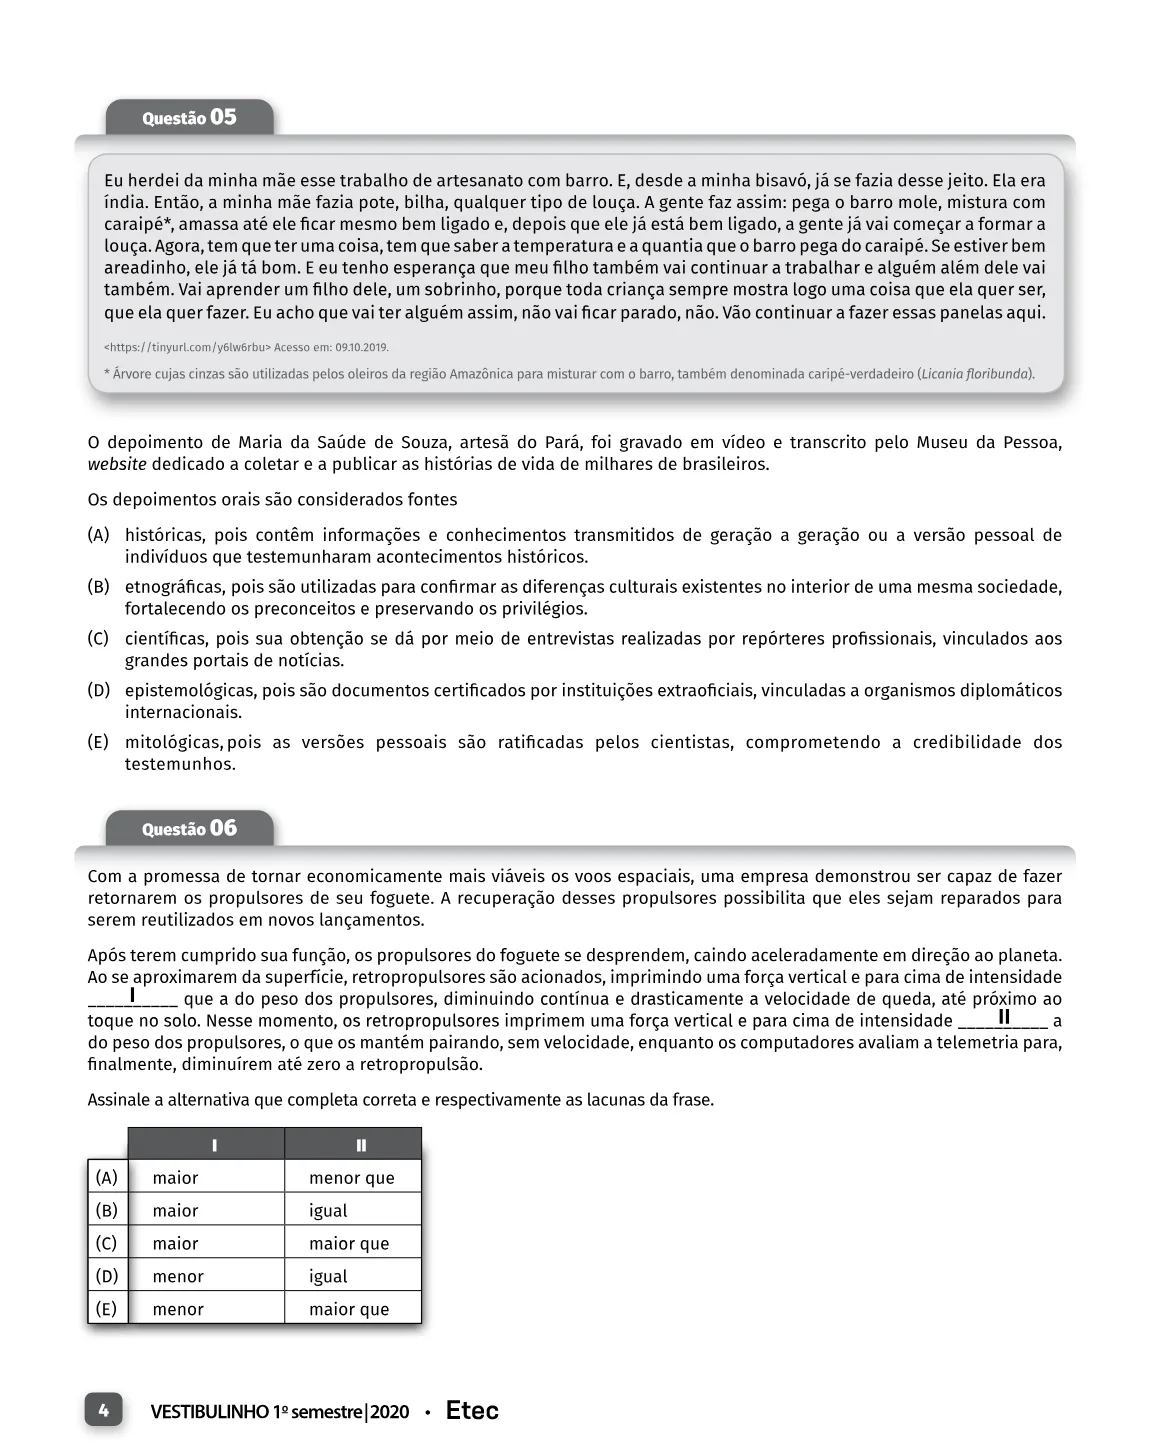 Questão 05
Eu herdei da minha mãe esse trabalho de artesanato com barro. E, desde a minha bisavó, já se fazia desse jeito. Ela era
índia. Então, a minha mãe fazia pote, bilha, qualquer tipo de louça. A gente faz assim: pega o barro mole, mistura com
caraipé*, amassa até ele ficar mesmo bem ligado e, depois que ele já está bem ligado, a gente já vai começar a formar a
louça. Agora, tem que ter uma coisa, tem que saber a temperatura e a quantia que o barro pega do caraipé. Se estiver bem
areadinho, ele já tá bom. E eu tenho esperança que meu filho também vai continuar a trabalhar e alguém além dele vai
também. Vai aprender um filho dele, um sobrinho, porque toda criança sempre mostra logo uma coisa que ela quer ser,
que ela quer fazer. Eu acho que vai ter alguém assim, não vai ficar parado, não. Vão continuar a fazer essas panelas aqui.
<https://tinyurl.com/y6lw6rbu> Acesso em: 09.10.2019.
* Árvore cujas cinzas são utilizadas pelos oleiros da região Amazônica para misturar com o barro, também denominada caripé-verdadeiro (Licania floribunda).
O depoimento de Maria da Saúde de Souza, artesã do Pará, foi gravado em vídeo e transcrito pelo Museu da Pessoa,
website dedicado a coletar e a publicar as histórias de vida de milhares de brasileiros.
Os depoimentos orais são considerados fontes
(A) históricas, pois contêm informações e conhecimentos transmitidos de geração a geração ou a versão pessoal de
indivíduos que testemunharam acontecimentos históricos.
(B) etnográficas, pois são utilizadas para confirmar as diferenças culturais existentes no interior de uma mesma sociedade,
fortalecendo os preconceitos e preservando os privilégios.
(C) científicas, pois sua obtenção se dá por meio de entrevistas realizadas por repórteres profissionais, vinculados aos
grandes portais de notícias.
(D) epistemológicas, pois são documentos certificados por instituições extraoficiais, vinculadas a organismos diplomáticos
internacionais.
(E) mitológicas, pois as versões pessoais são ratificadas pelos cientistas, comprometendo a credibilidade dos
testemunhos.
Questão 06
Com a promessa de tornar economicamente mais viáveis os voos espaciais, uma empresa demonstrou ser capaz de fazer
retornarem os propulsores de seu foguete. A recuperação desses propulsores possibilita que eles sejam reparados para
serem reutilizados em novos lançamentos.
Após terem cumprido sua função, os propulsores do foguete se desprendem, caindo aceleradamente em direção ao planeta.
Ao se aproximarem da superfície, retropropulsores são acionados, imprimindo uma força vertical e para cima de intensidade
_____I_____ que a do peso dos propulsores, diminuindo contínua e drasticamente a velocidade de queda, até próximo ao
toque no solo. Nesse momento, os retropropulsores imprimem uma força vertical e para cima de intensidade _____II_____ a
do peso dos propulsores, o que os mantém pairando, sem velocidade, enquanto os computadores avaliam a telemetria para,
finalmente, diminuírem até zero a retropropulsão.
Assinale a alternativa que completa correta e respectivamente as lacunas da frase.
I II
(A) maior menor que
(B) maior igual
(C) maior maior que
(D) menor igual
(E) menor maior que
4 VESTIBULINHO 1º semestre|2020 • Etec